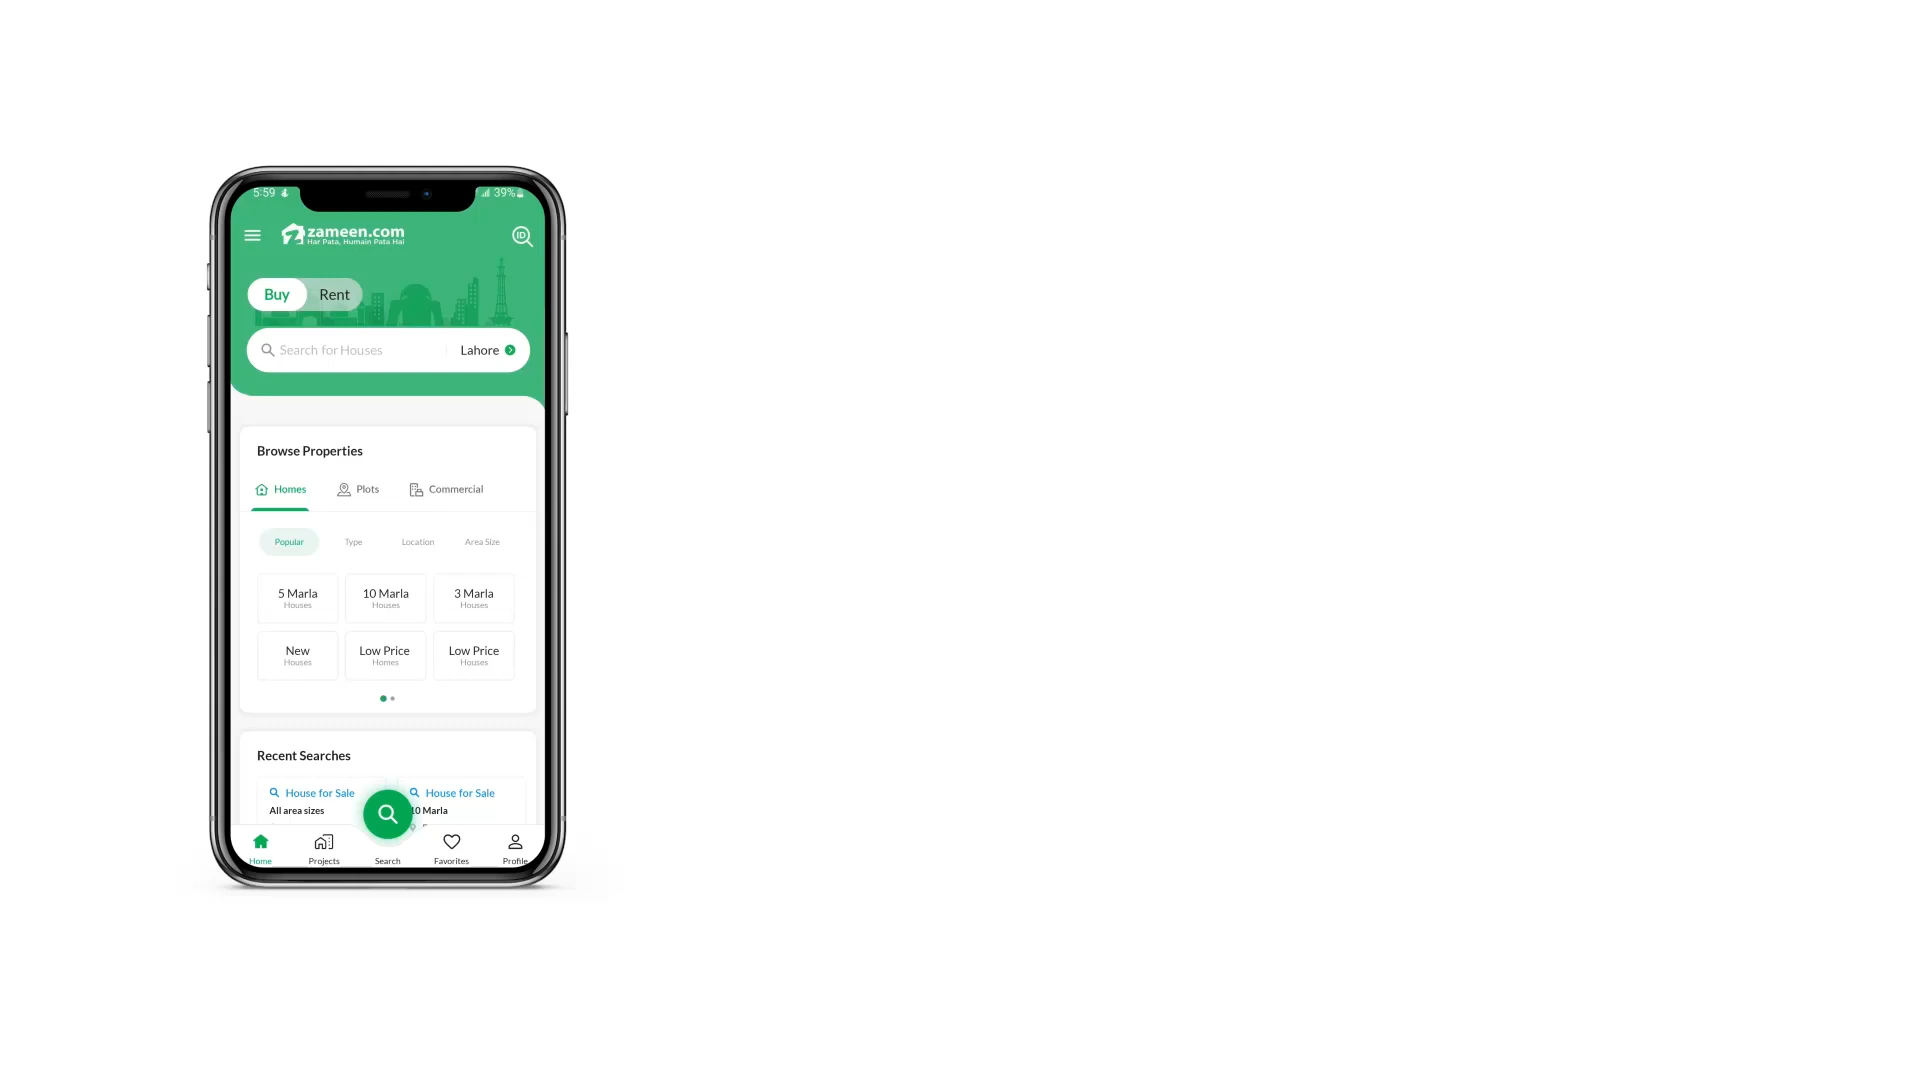 5:59
39%
zameen.com
Har Pata, Humain Pata Hai
ID
Buy Rent
Search for Houses Lahore
Browse Properties
Homes Plots Commercial
Popular Type Location Area Size
5 Marla 10 Marla 3 Marla
Houses Houses Houses
New Low Price Low Price
Houses Homes Houses
Recent Searches
House for Sale House for Sale
All area sizes 10 Marla
Home Projects Search Favorites Profile